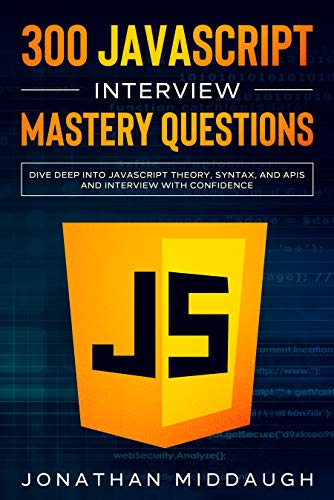 300 JAVASCRIPT
INTERVIEW
MASTERY QUESTIONS
DIVE DEEP INTO JAVASCRIPT THEORY, SYNTAX, AND APIS
AND INTERVIEW WITH CONFIDENCE
JS
JONATHAN MIDDAUGH